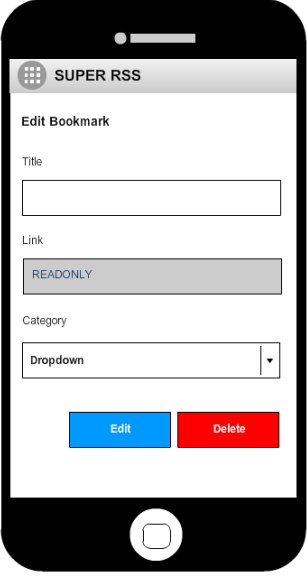 SUPER RSS
Edit Bookmark
Title
Link
READONLY
Category
Dropdown
Edit
Delete